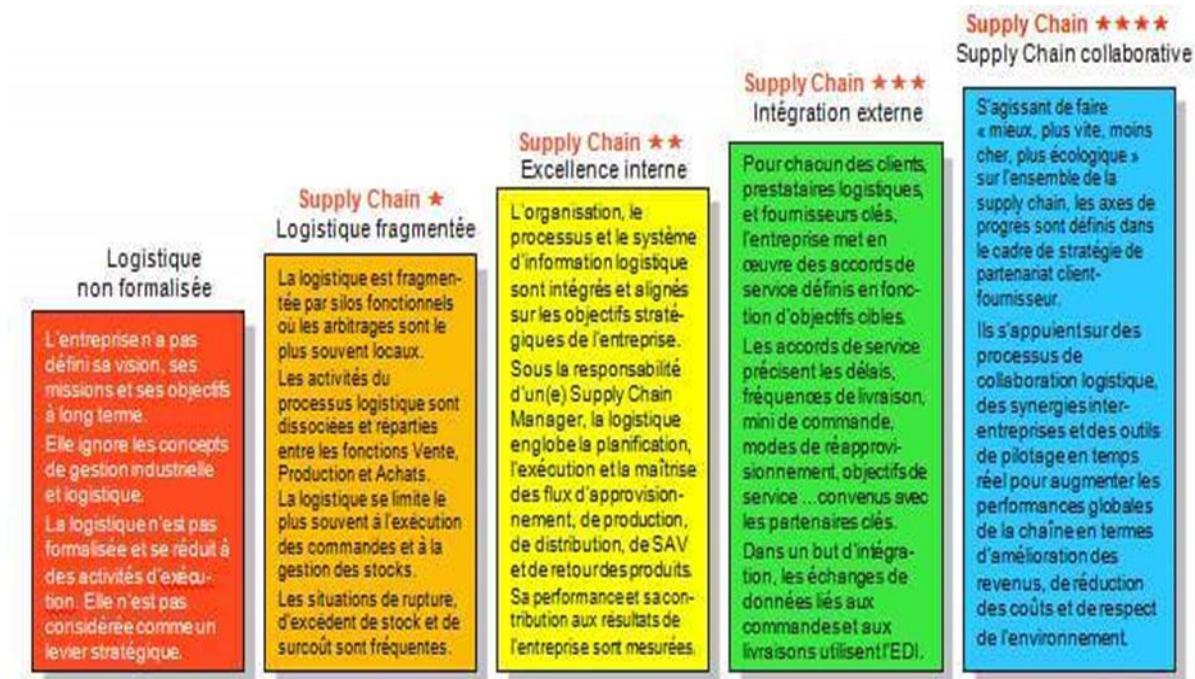 Logistique
non formalisée
L'entreprise n'a pas
défini sa vision, ses
missions et ses objectifs
à long terme.
Elle ignore les concepts
de gestion industrielle
et logistique.
La logistique n'est pas
formalisée et se réduit à
des activités d'exécu-
tion. Elle n'est pas
considérée comme un
levier stratégique.
Supply Chain ★
Logistique fragmentée
La logistique est fragmen-
tée par silos fonctionnels
où les arbitrages sont le
plus souvent locaux.
Les activités du
processus logistique sont
dissociées et réparties
entre les fonctions Vente,
Production et Achats.
La logistique se limite le
plus souvent à l'exécution
des commandes et à la
gestion des stocks.
Les situations de rupture,
d'excédent de stock et de
surcoût sont fréquentes.
Supply Chain ★★
Excellence interne
L'organisation, le
processus et le système
d'information logistique
sont intégrés et alignés
sur les objectifs straté-
giques de l'entreprise.
Sous la responsabilité
d'un(e) Supply Chain
Manager, la logistique
englobe la planification,
l'exécution et la maîtrise
des flux d'approvision-
nement, de production,
de distribution, de SAV
et de retour des produits.
Sa performance et sa con-
tribution aux résultats de
l'entreprise sont mesurées.
Supply Chain ★★★
Intégration externe
Pour chacun des clients,
prestataires logistiques,
et fournisseurs clés,
l'entreprise met en
œuvre des accords de
service définis en fonc-
tion d'objectifs cibles.
Les accords de service
précisent les délais,
fréquences de livraison,
mini de commande,
modes de réapprovi-
sionnement, objectifs de
service ... convenus avec
les partenaires clés.
Dans un but d'intégra-
tion, les échanges de
données liés aux
commandes et aux
livraisons utilisent l'EDI.
Supply Chain ★★★★
Supply Chain collaborative
S'agissant de faire
« mieux, plus vite, moins
cher, plus écologique »
sur l'ensemble de la
supply chain, les axes de
progrès sont définis dans
le cadre de stratégie de
partenariat client-
fournisseur.
Ils s'appuient sur des
processus de
collaboration logistique,
des synergies inter-
entreprises et des outils
de pilotage en temps
réel pour augmenter les
performances globales
de la chaîne en termes
d'amélioration des
revenus, de réduction
des coûts et de respect
de l'environnement.